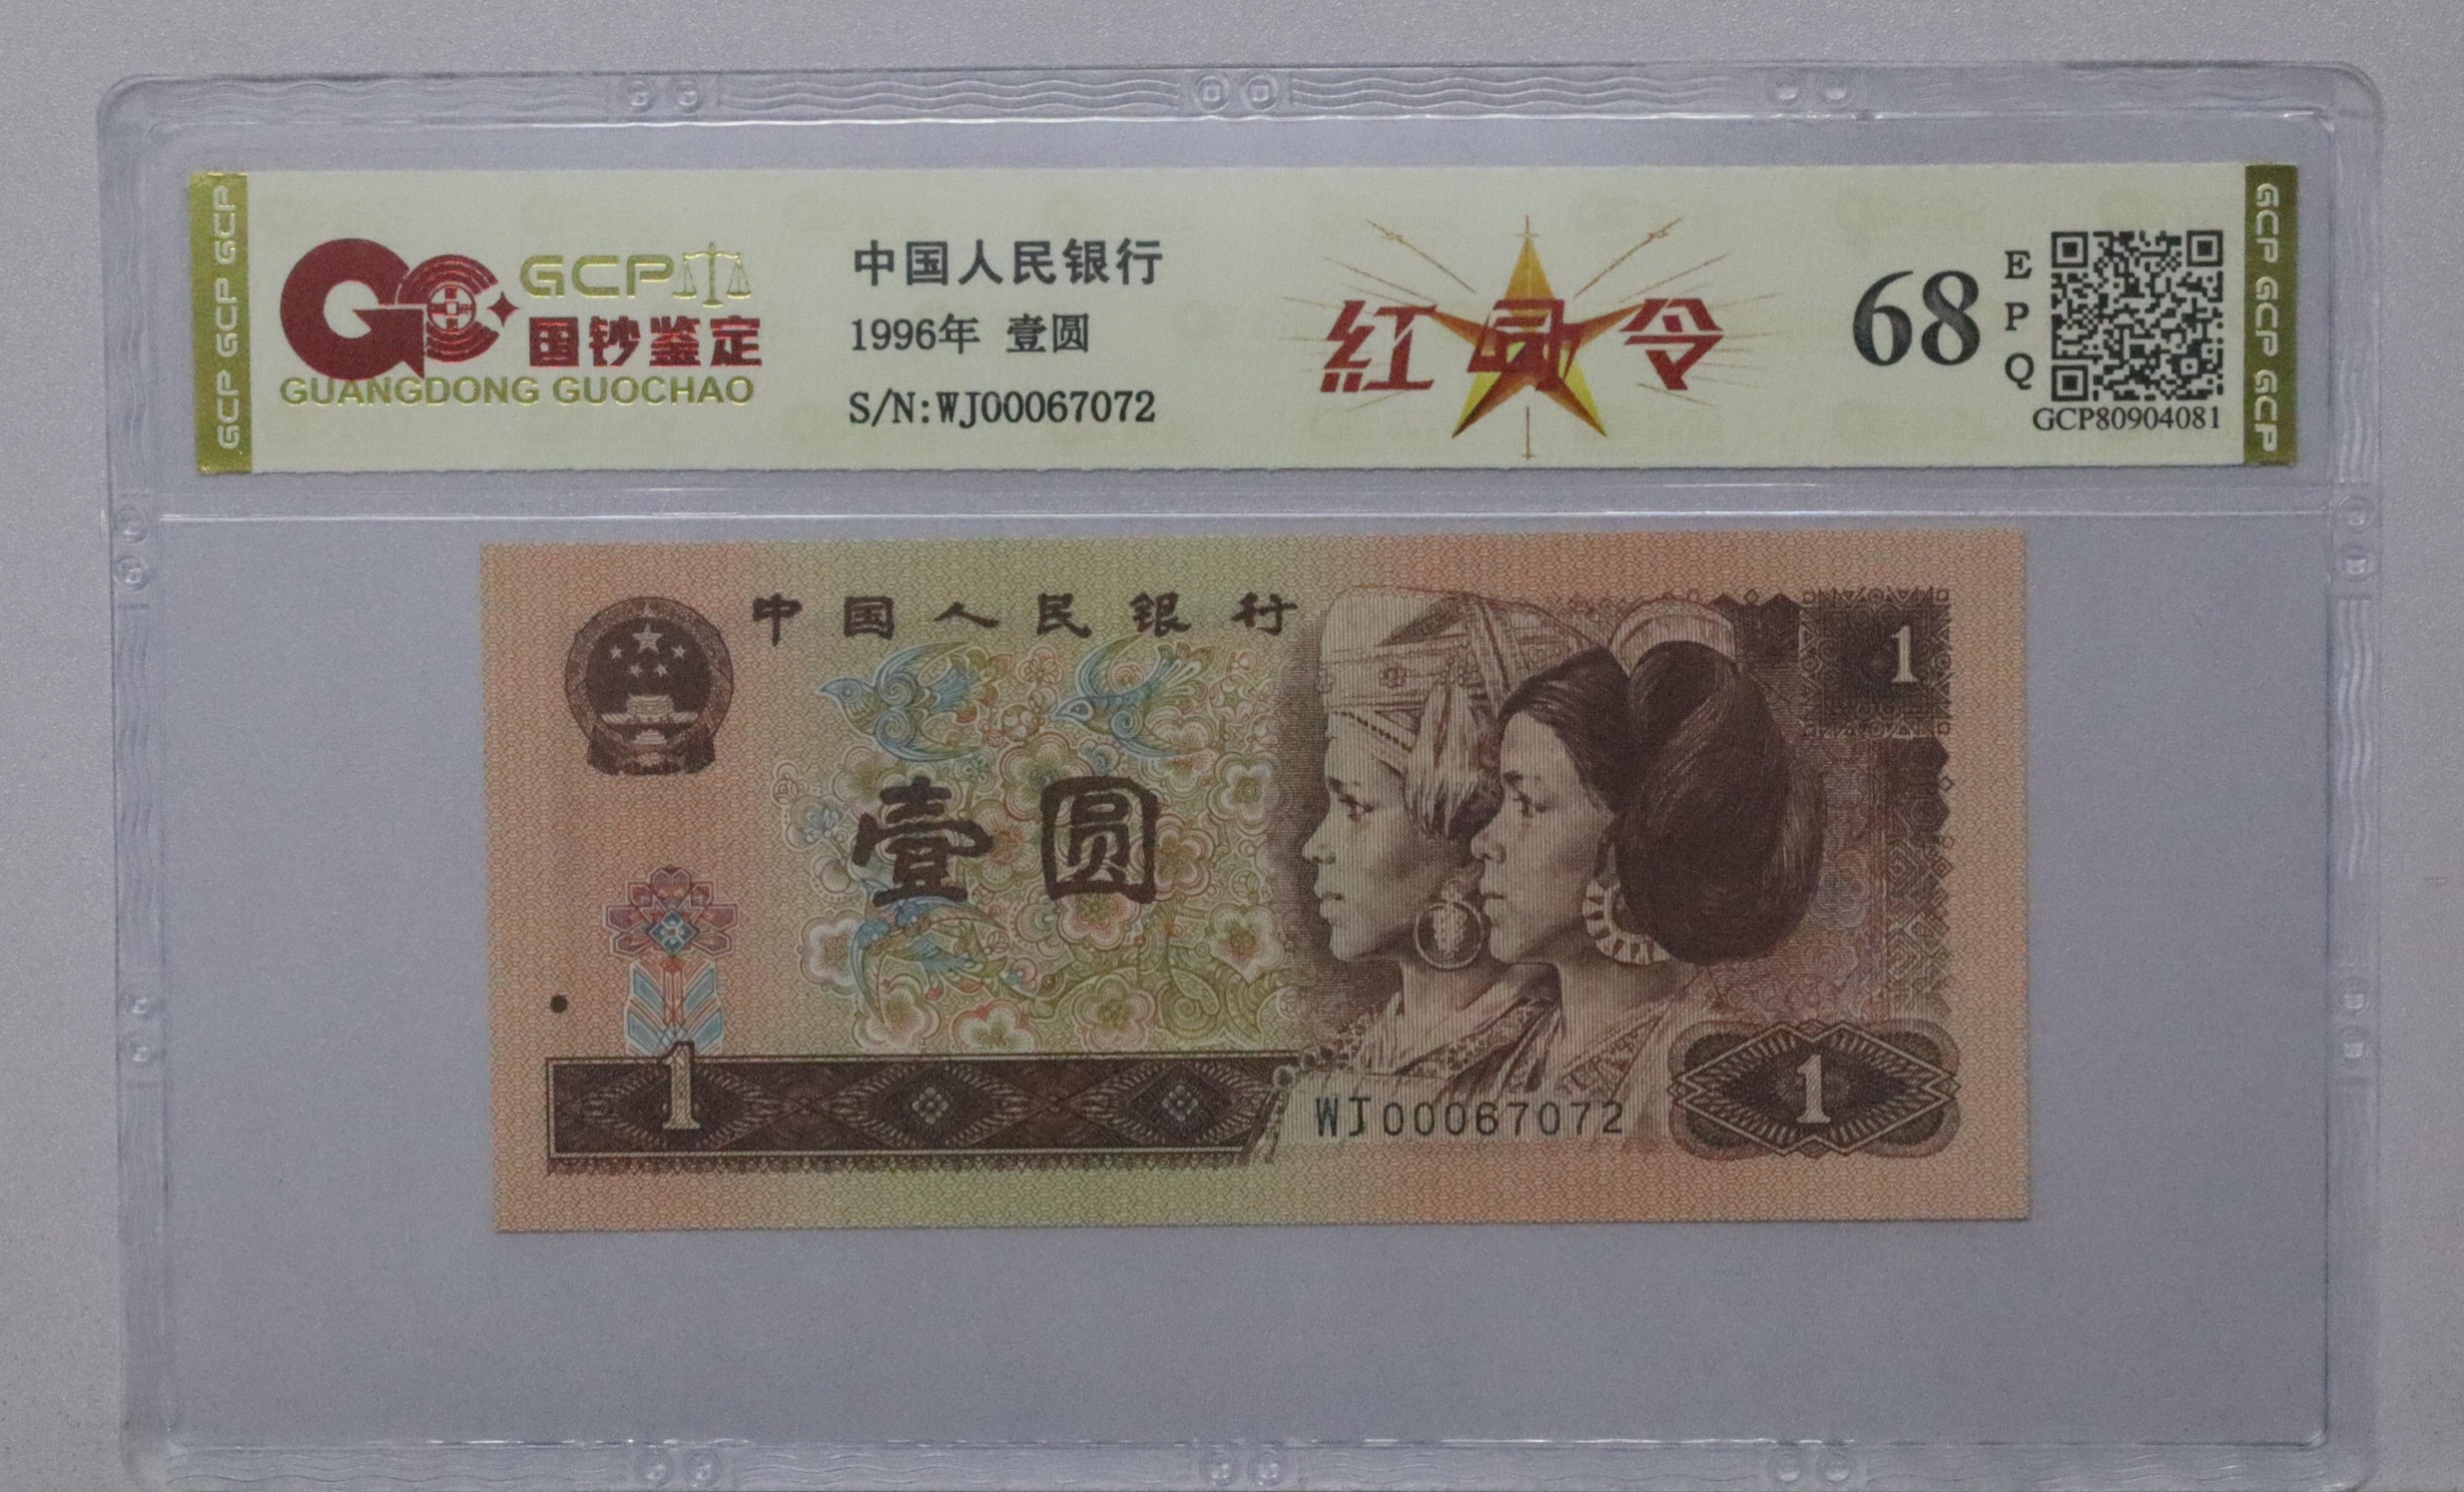 GCP GCP GCP
GCP
国钞鉴定
GUANGDONG GUOCHAO
中国人民银行
1996年 壹圆
S/N:WJ00067072
紅 令
68
EPQ
GCP80904081
GCP GCP GCP
中国人民银行
1
壹圆
1
WJ00067072
1